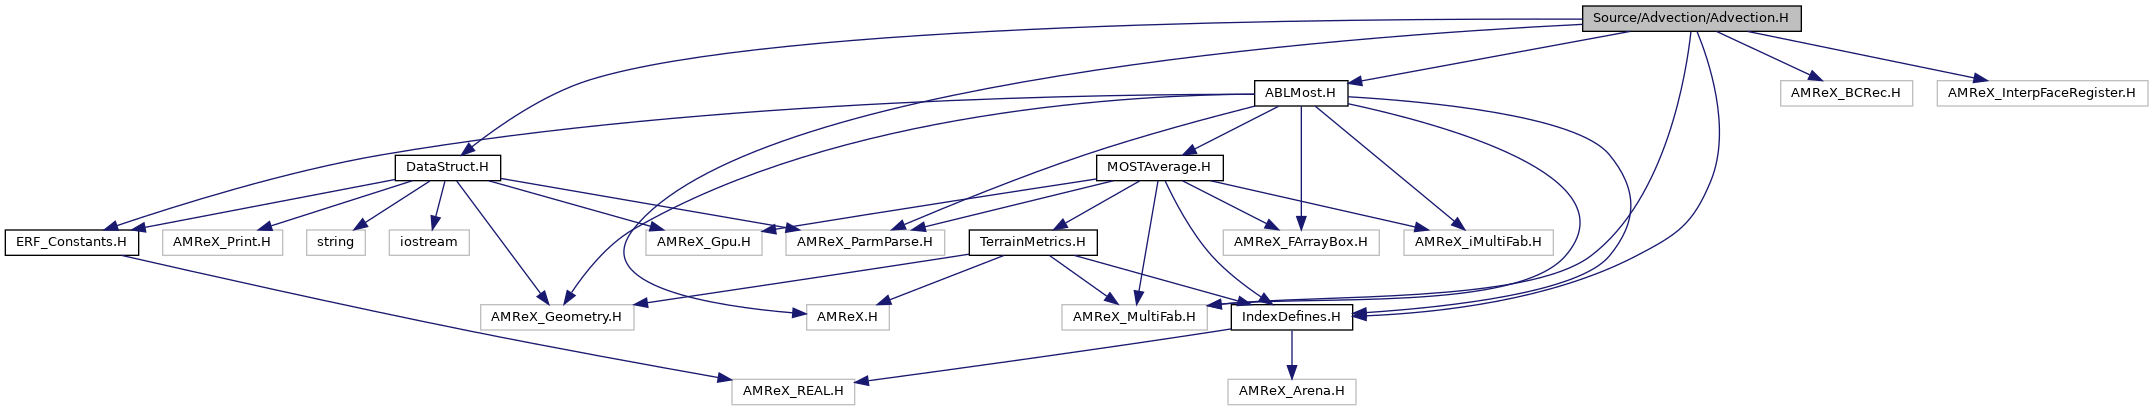 Source/Advection/Advection.H
ABLMost.H
AMReX_BCRec.H
AMReX_InterpFaceRegister.H
DataStruct.H
MOSTAverage.H
ERF_Constants.H
AMReX_Print.H
string
iostream
AMReX_Gpu.H
AMReX_ParmParse.H
TerrainMetrics.H
AMReX_FArrayBox.H
AMReX_iMultiFab.H
AMReX_Geometry.H
AMReX.H
AMReX_MultiFab.H
IndexDefines.H
AMReX_REAL.H
AMReX_Arena.H